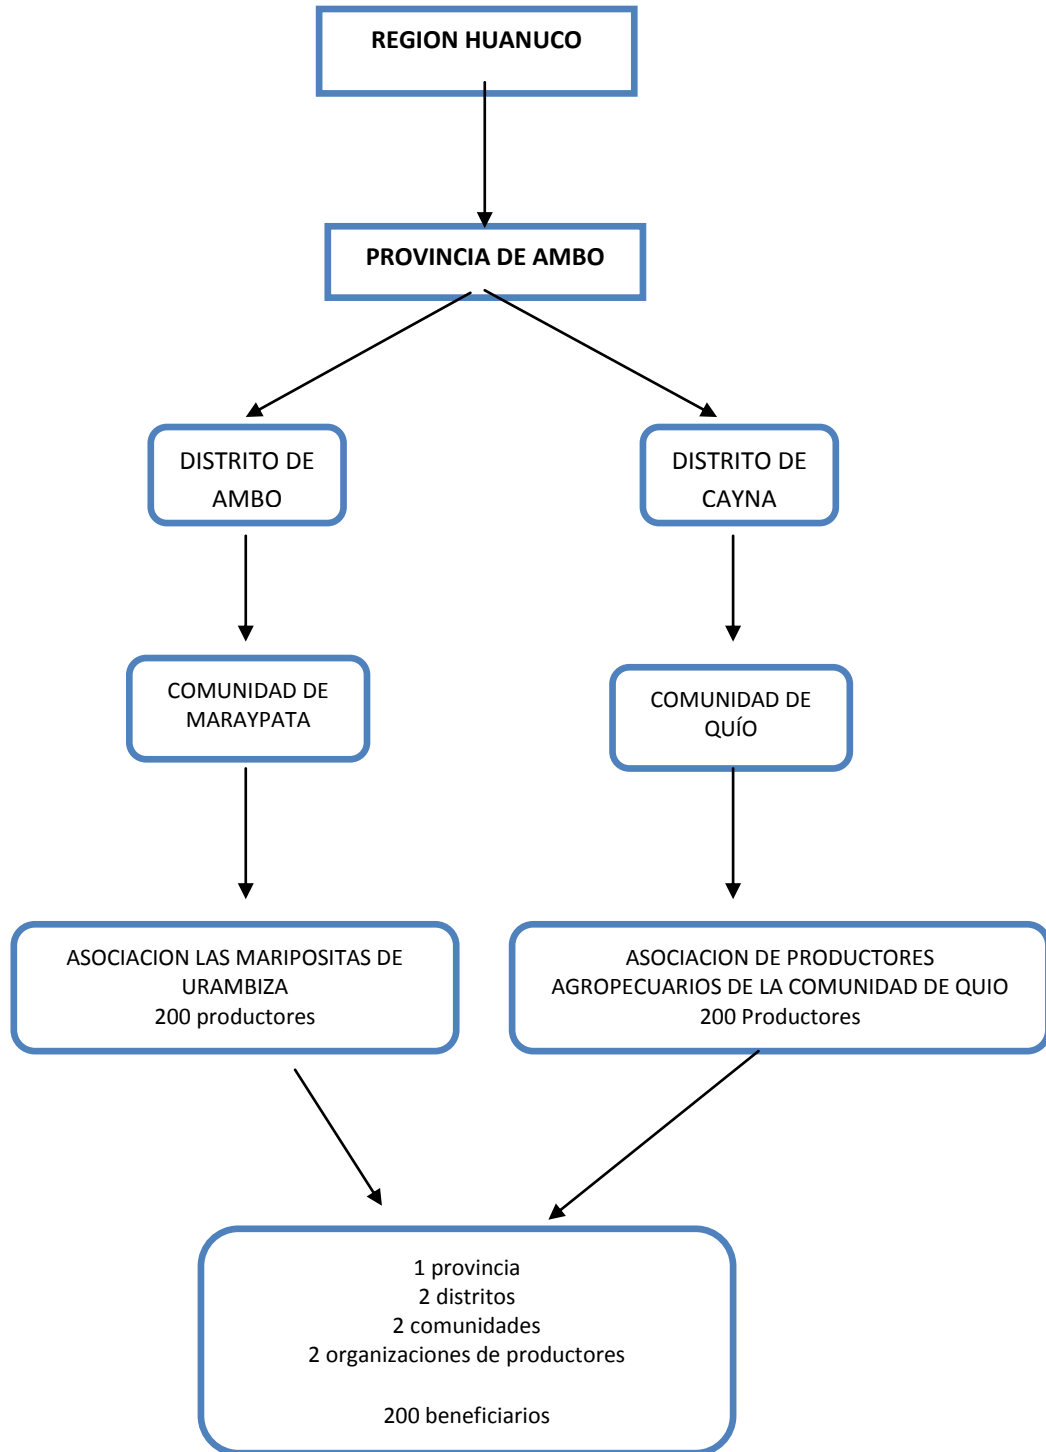 REGION HUANUCO
PROVINCIA DE AMBO
DISTRITO DE
AMBO
DISTRITO DE
CAYNA
COMUNIDAD DE
MARAYPATA
COMUNIDAD DE
QUÍO
ASOCIACION LAS MARIPOSITAS DE
URAMBIZA
200 productores
ASOCIACION DE PRODUCTORES
AGROPECUARIOS DE LA COMUNIDAD DE QUIO
200 Productores
1 provincia
2 distritos
2 comunidades
2 organizaciones de productores
200 beneficiarios